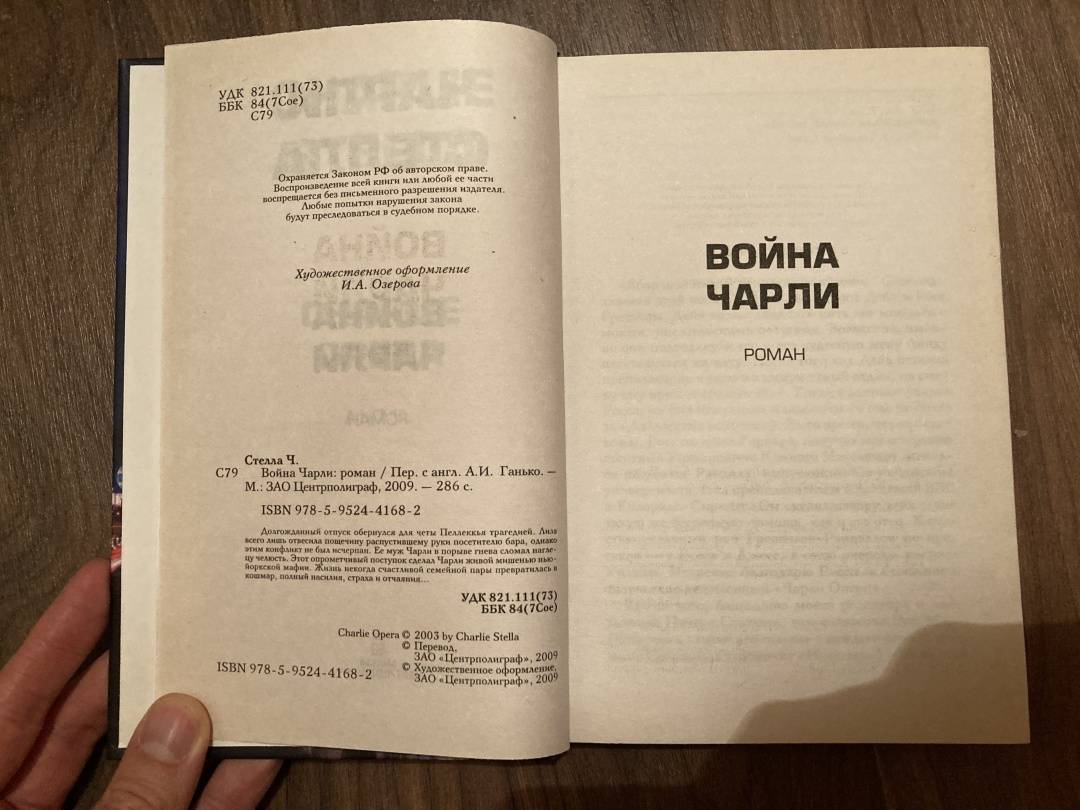 УДК 821.111(73)
ББК 84(7Сое)
С79
Охраняется Законом РФ об авторском праве.
Воспроизведение всей книги или любой ее части
воспрещается без письменного разрешения издателя.
Любые попытки нарушения закона
будут преследоваться в судебном порядке.
Художественное оформление
И.А. Озерова
Стелла Ч.
С79 Война Чарли: роман / Пер. с англ. А.И. Ганько. —
М.: ЗАО Центрполиграф, 2009. — 286 с.
ISBN 978-5-9524-4168-2
Долгожданный отпуск обернулся для четы Пеллеккья трагедией. Лиза
всего лишь отвесила пощечину распустившему руки посетителю бара, однако
этим конфликт не был исчерпан. Ее муж Чарли в порыве гнева сломал нагле-
цу челюсть. Этот опрометчивый поступок сделал Чарли живой мишенью нью-
йоркской мафии. Жизнь некогда счастливой семейной пары превратилась в
кошмар, полный насилия, страха и отчаяния...
УДК 821.111(73)
ББК 84(7Сое)
Charlie Opera © 2003 by Charlie Stella
© Перевод,
ЗАО «Центрполиграф», 2009
© Художественное оформление,
ЗАО «Центрполиграф», 2009
ISBN 978-5-9524-4168-2
ВОЙНА
ЧАРЛИ
РОМАН